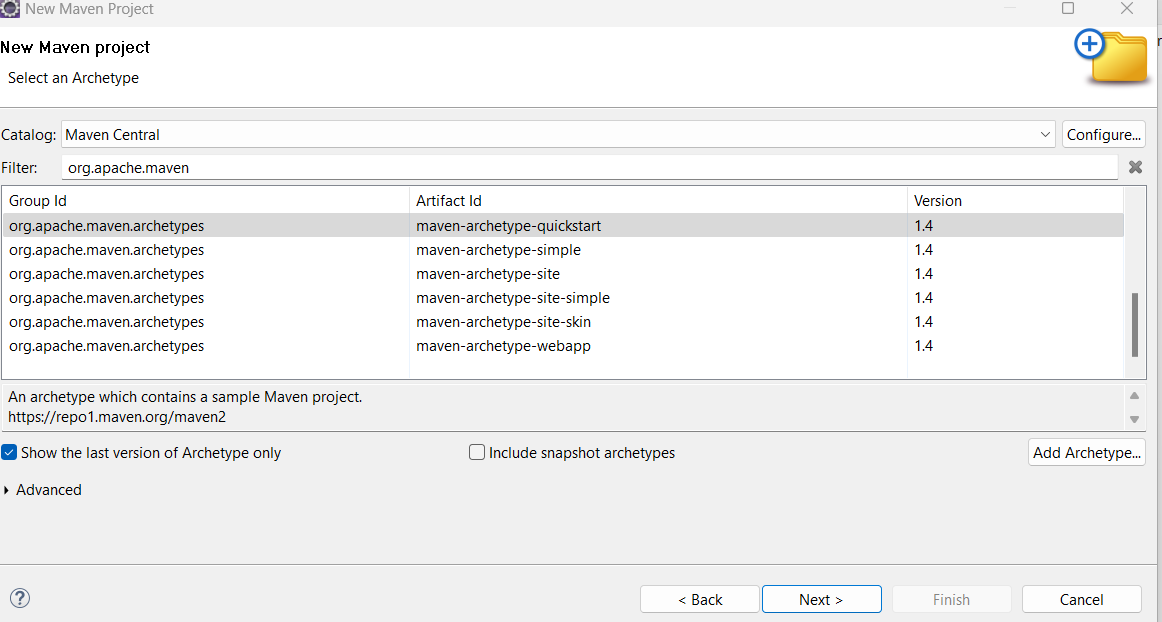 New Maven Project
New Maven project
Select an Archetype
Catalog: Maven Central Configure...
Filter: org.apache.maven
Group Id Artifact Id Version
org.apache.maven.archetypes maven-archetype-quickstart 1.4
org.apache.maven.archetypes maven-archetype-simple 1.4
org.apache.maven.archetypes maven-archetype-site 1.4
org.apache.maven.archetypes maven-archetype-site-simple 1.4
org.apache.maven.archetypes maven-archetype-site-skin 1.4
org.apache.maven.archetypes maven-archetype-webapp 1.4
An archetype which contains a sample Maven project.
https://repo1.maven.org/maven2
Show the last version of Archetype only Include snapshot archetypes Add Archetype...
Advanced
? < Back Next > Finish Cancel